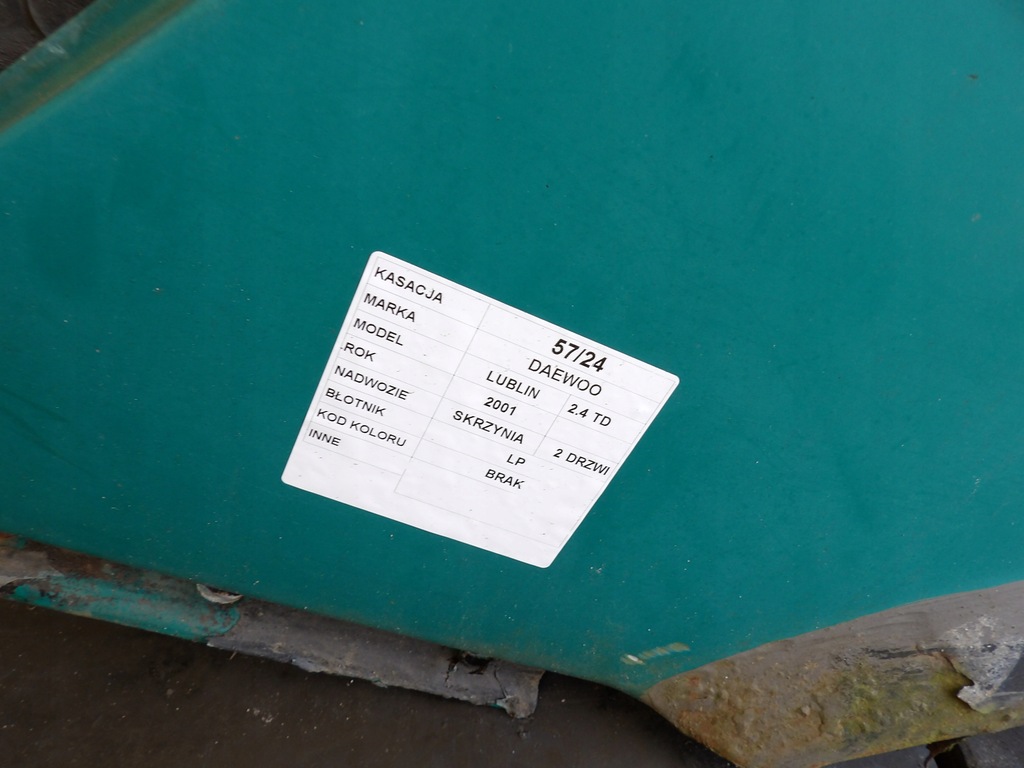 KASACJA 57/24
MARKA DAEWOO
MODEL LUBLIN 2.4 TD
ROK 2001
NADWOZIE SKRZYNIA 2 DRZWI
BŁOTNIK LP
KOD KOLORU BRAK
INNE